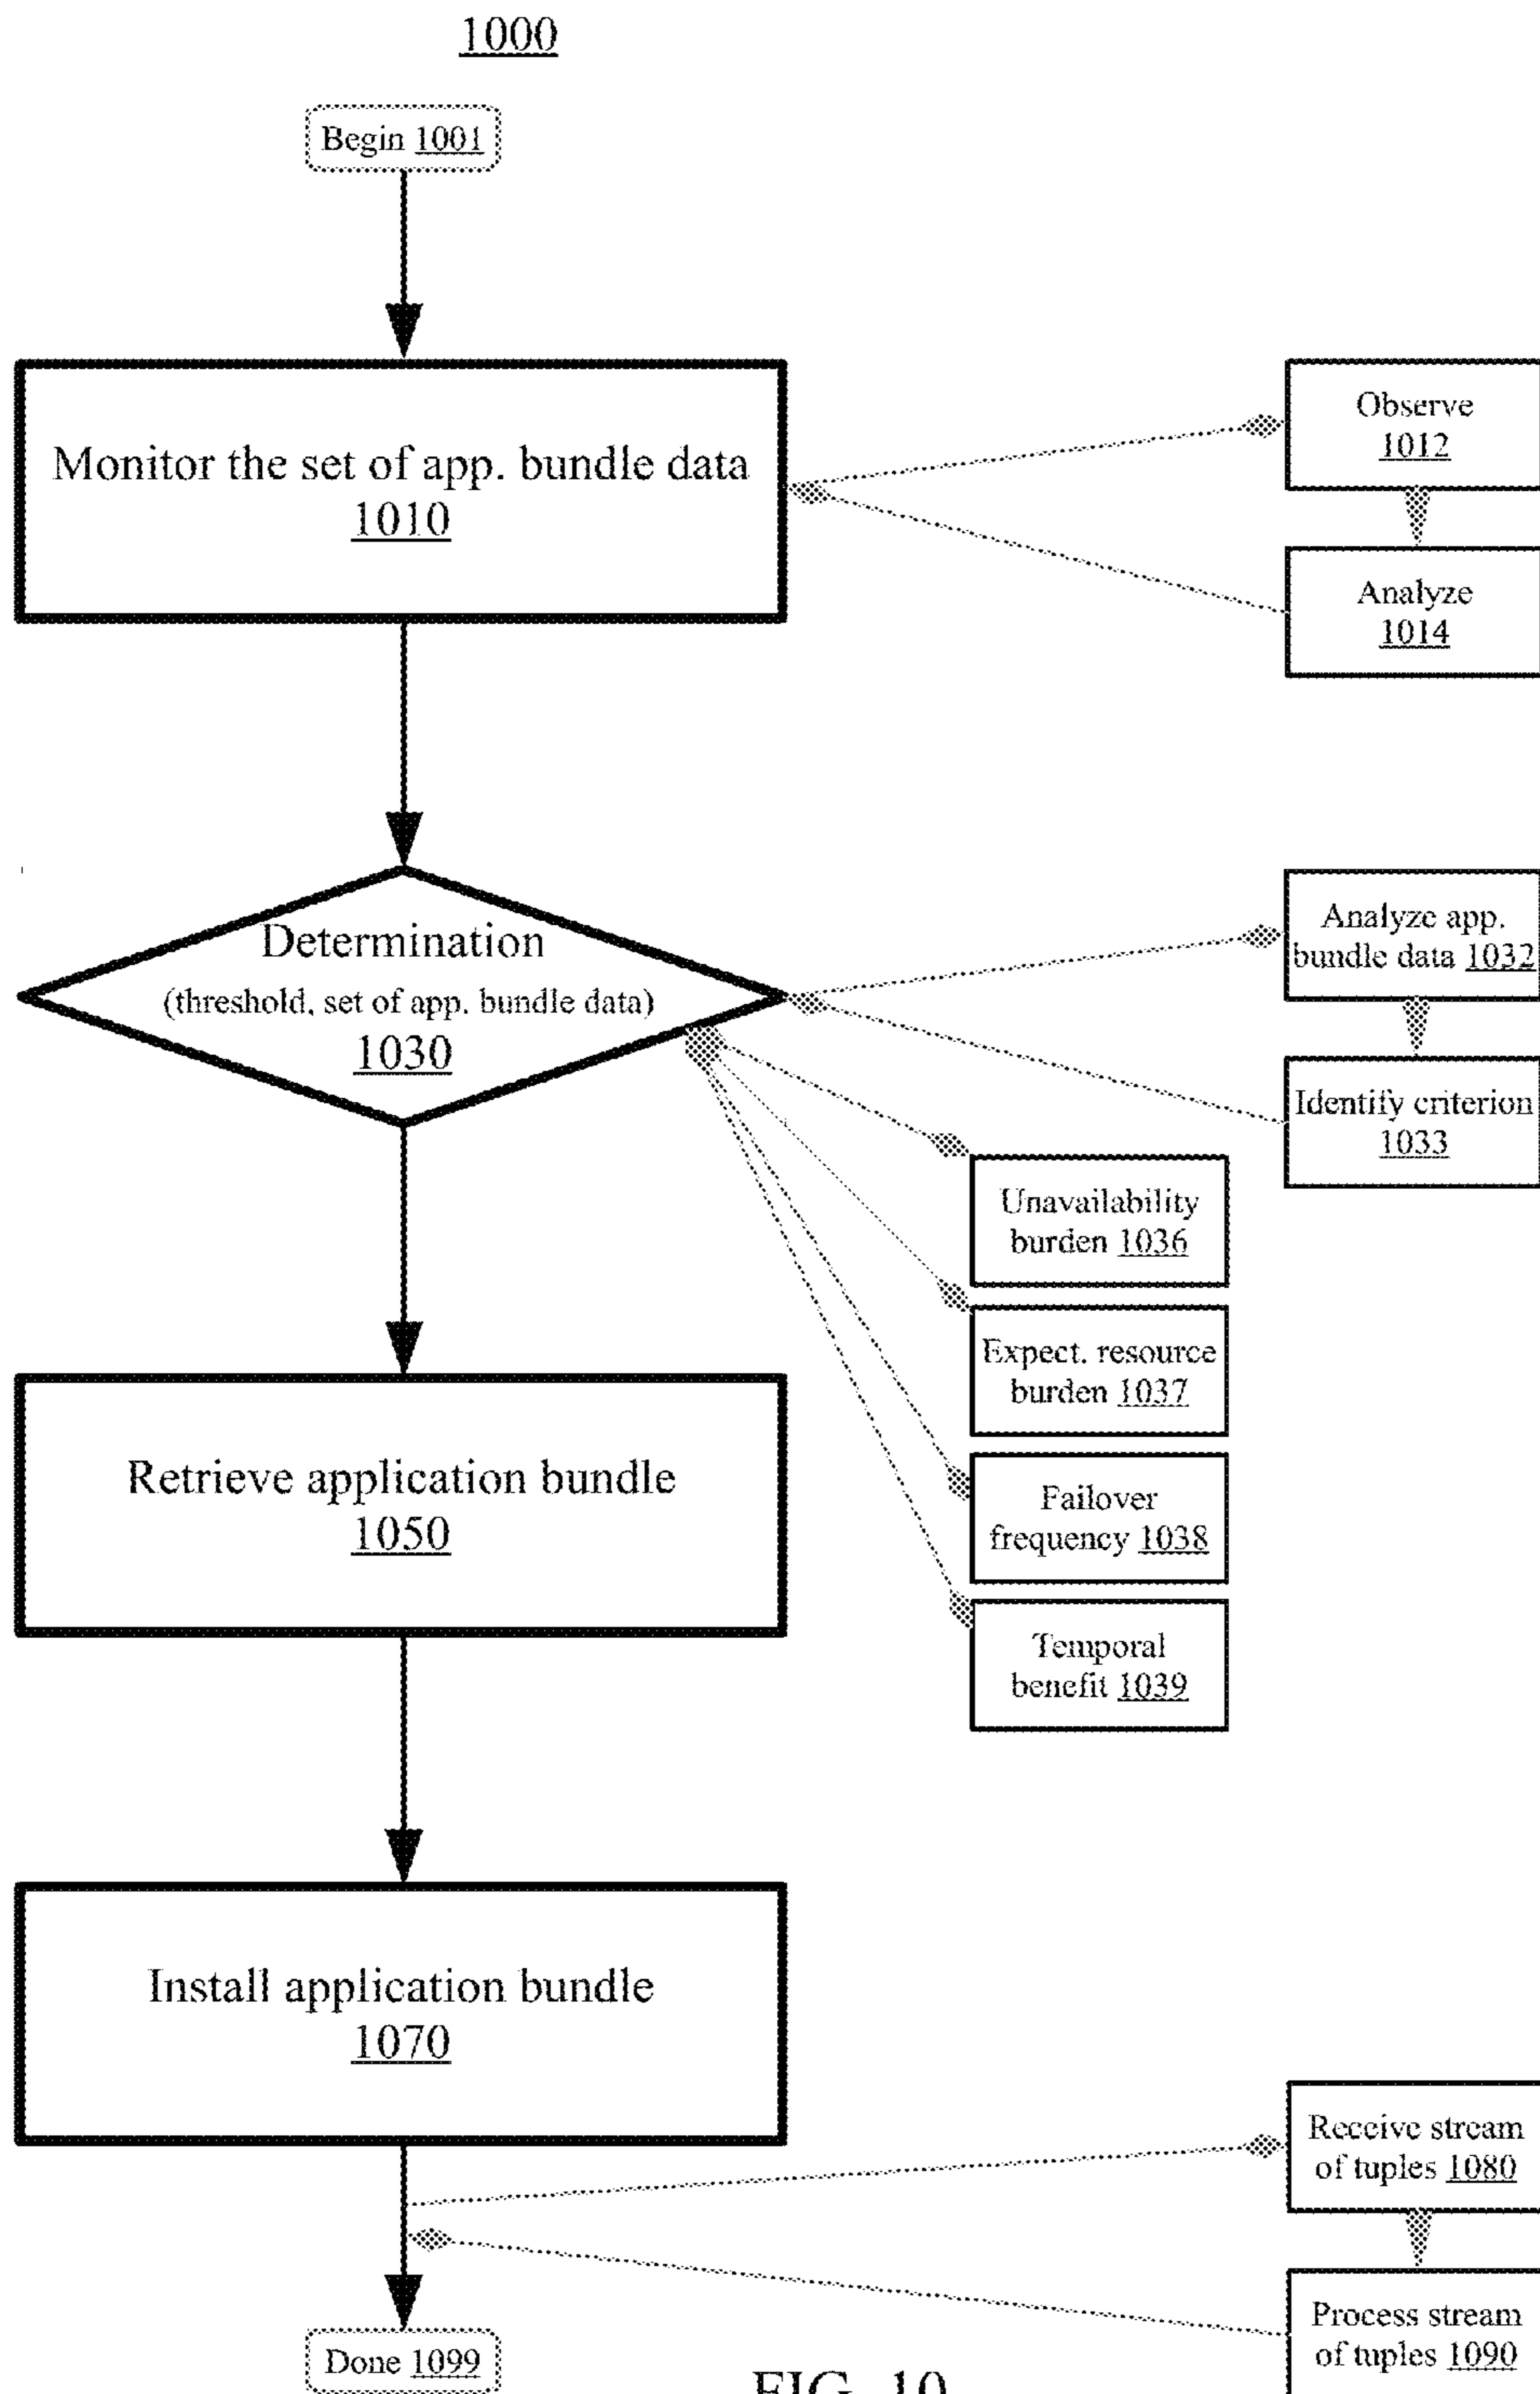 1000
Begin 1001
Monitor the set of app. bundle data
1010
Observe
1012
Analyze
1014
Determination
(threshold, set of app. bundle data)
1030
Analyze app.
bundle data 1032
Identify criterion
1033
Unavailability
burden 1036
Expect. resource
burden 1037
Failover
frequency 1038
Temporal
benefit 1039
Retrieve application bundle
1050
Install application bundle
1070
Receive stream
of tuples 1080
Process stream
of tuples 1090
Done 1099
FIG. 10